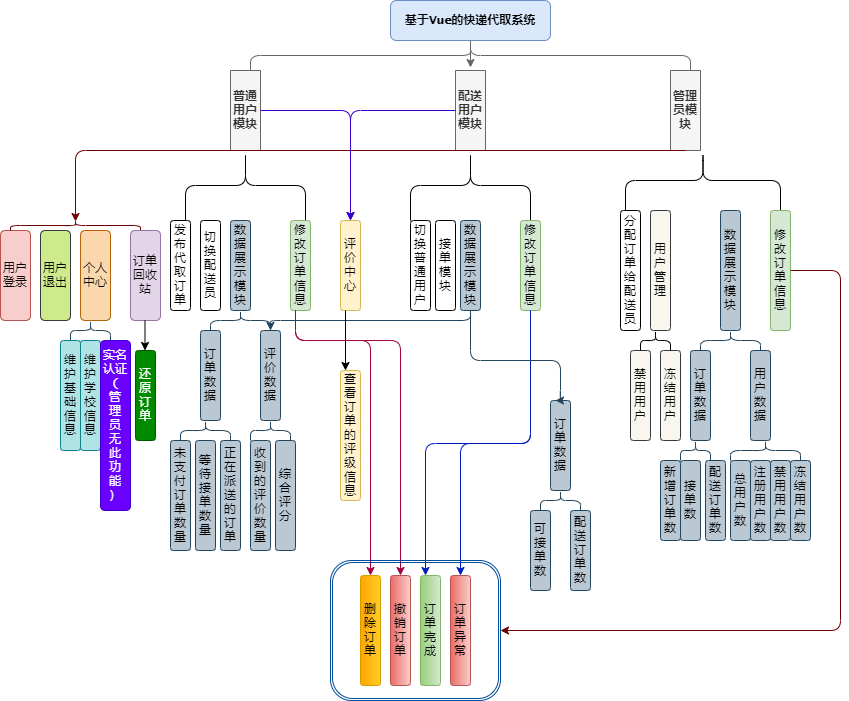 基于Vue的快递代取系统
普通
用户
模块
配送
用户
模块
管理
员模
块
用户
登录
用户
退出
个人
中心
订单
回收
站
发布代取订单
切换配送员
数据展示模块
修改订单信息
评价中心
切换普通用户
接单模块
数据展示模块
修改订单信息
分配订单给配送员
用户管理
数据展示模块
修改订单信息
维护基础信息
维护学校信息
实名
认证
（管理员无此功能）
还原订单
订单数据
评价数据
查看订单的评级信息
订单数据
禁用用户
冻结用户
订单数据
用户数据
未支付订单数量
等待接单数量
正在派送的订单
收到的评价数量
综合评分
可接单数
配送订单数
新增订单数
接单数
配送订单数
总用户数
注册用户数
禁用用户数
冻结用户数
删除订单
撤销订单
订单完成
订单异常